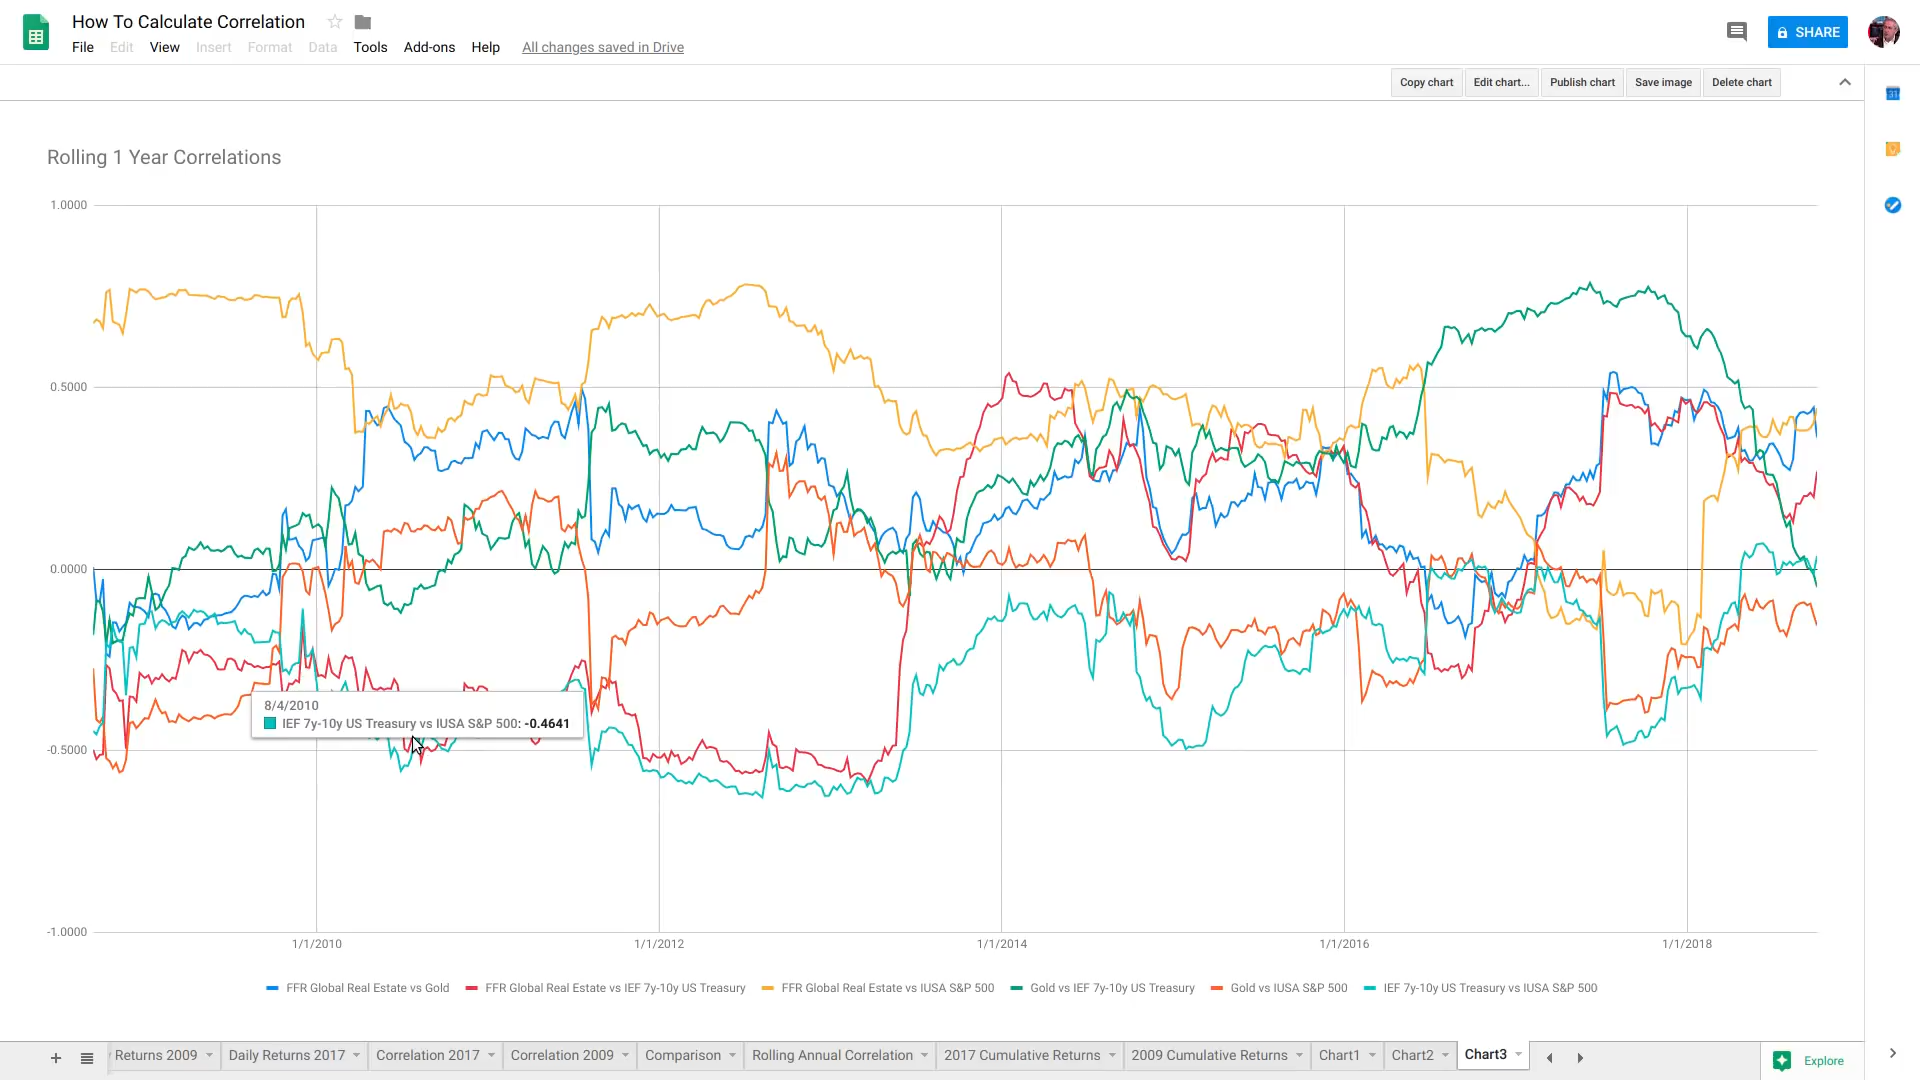 How To Calculate Correlation
File Edit View Insert Format Data Tools Add-ons Help All changes saved in Drive
SHARE
Copy chart Edit chart... Publish chart Save image Delete chart
31
Rolling 1 Year Correlations
1.0000
0.5000
0.0000
-0.5000
-1.0000
8/4/2010
IEF 7y-10y US Treasury vs IUSA S&P 500: -0.4641
1/1/2010 1/1/2012 1/1/2014 1/1/2016 1/1/2018
FFR Global Real Estate vs Gold FFR Global Real Estate vs IEF 7y-10y US Treasury FFR Global Real Estate vs IUSA S&P 500 Gold vs IEF 7y-10y US Treasury Gold vs IUSA S&P 500 IEF 7y-10y US Treasury vs IUSA S&P 500
Returns 2009 Daily Returns 2017 Correlation 2017 Correlation 2009 Comparison Rolling Annual Correlation 2017 Cumulative Returns 2009 Cumulative Returns Chart1 Chart2 Chart3 Explore